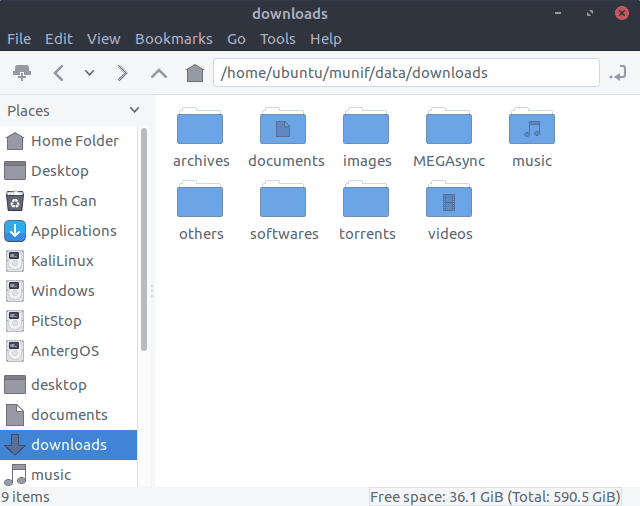 downloads
File Edit View Bookmarks Go Tools Help
/home/ubuntu/munif/data/downloads
Places
Home Folder
Desktop
Trash Can
Applications
KaliLinux
Windows
PitStop
AntergOS
desktop
documents
downloads
music
archives documents images MEGAsync music
others softwares torrents videos
9 items
Free space: 36.1 GiB (Total: 590.5 GiB)